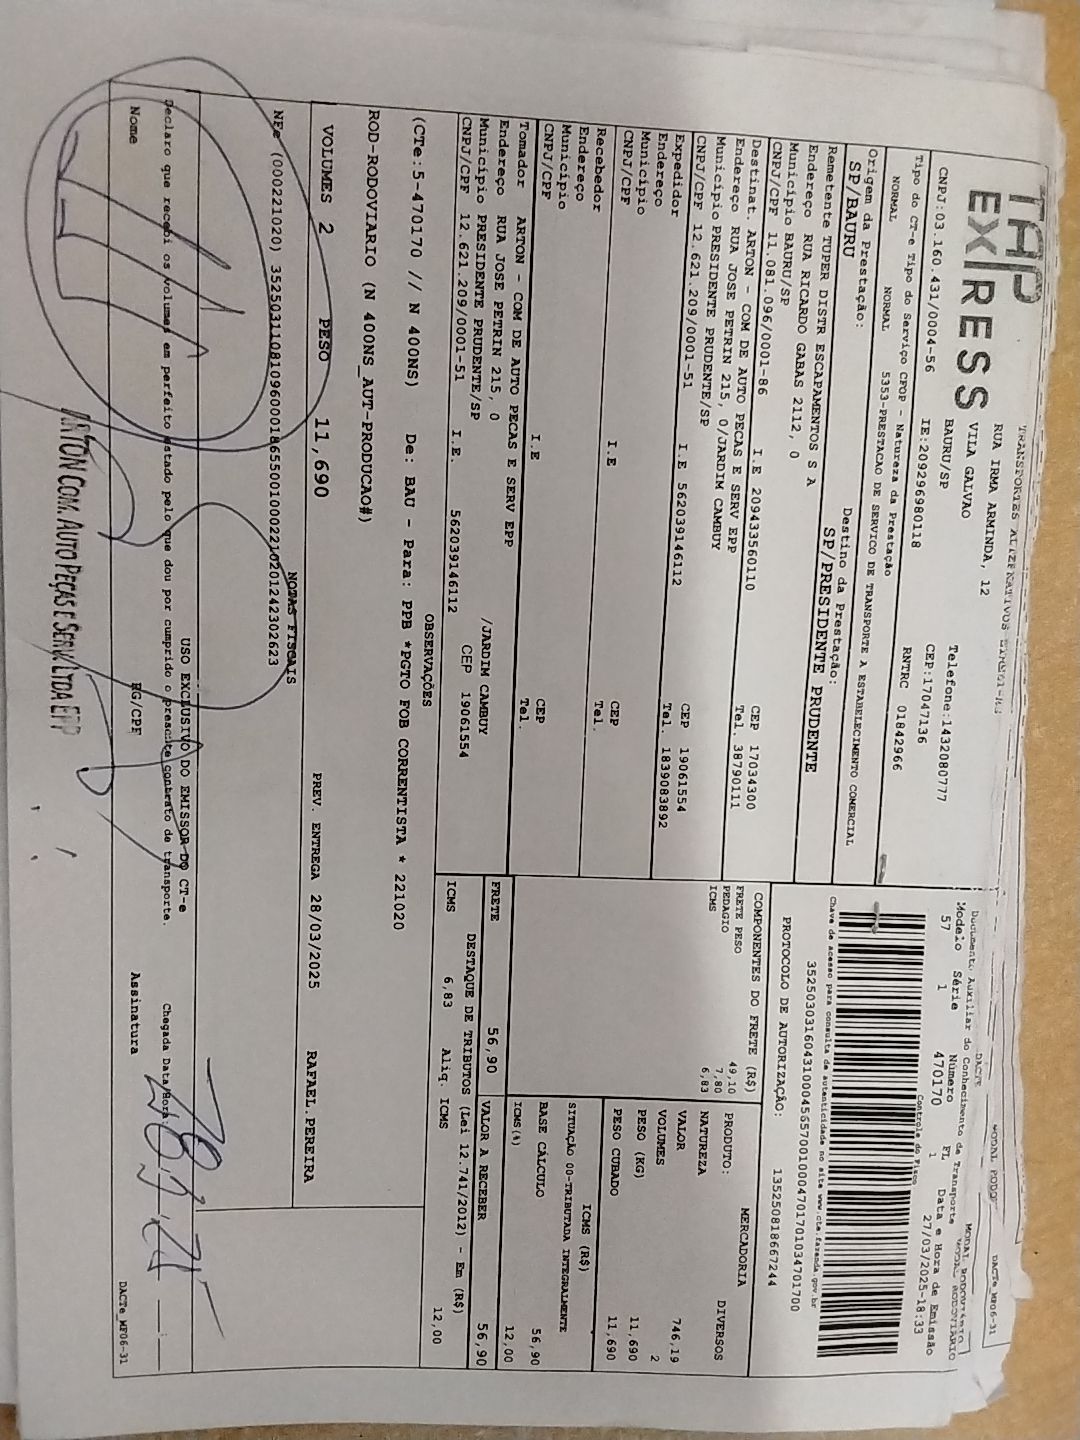 TAP
EXPRESS
RUA IRMA ARMINDA, 12
VILA GALVAO
BAURU/SP
Telefone:1432080777
CEP:17047136
CNPJ:03.160.431/0004-56 IE:209296980118 RNTRC 01842966
Tipo do CT-e Tipo do Serviço CFOP - Natureza da Prestação
NORMAL NORMAL 5353-PRESTACAO DE SERVICO DE TRANSPORTE A ESTABELECIMENTO COMERCIAL
Origem da Prestação: Destino da Prestação:
SP/BAURU SP/PRESIDENTE PRUDENTE
Remetente TUPER DISTR ESCAPAMENTOS S A
Endereço RUA RICARDO GABAS 2112, 0
Município BAURU/SP CEP 17034300
CNPJ/CPF 11.081.096/0001-86 I.E 209433560110 Tel. 38790111
Destinat. ARTON - COM DE AUTO PECAS E SERV EPP
Endereço RUA JOSE PETRIN 215, 0/JARDIM CAMBUY
Município PRESIDENTE PRUDENTE/SP CEP 19061554
CNPJ/CPF 12.621.209/0001-51 I.E 562039146112 Tel. 1839083892
Expedidor
Endereço
Município CEP
CNPJ/CPF I.E Tel.
Recebedor
Endereço
Município CEP
CNPJ/CPF I.E Tel.
Tomador ARTON - COM DE AUTO PECAS E SERV EPP
Endereço RUA JOSE PETRIN 215, 0 /JARDIM CAMBUY
Município PRESIDENTE PRUDENTE/SP CEP 19061554
CNPJ/CPF 12.621.209/0001-51 I.E. 562039146112
DACTE
MODAL RODOVIÁRIO
Documento Auxiliar do Conhecimento de Transporte
Modelo Série Número FL Data e Hora de Emissão
57 1 470170 1 27/03/2025-18:33
Controle do Fisco
Chave de acesso para consulta de autenticidade no site www.cte.fazenda.gov.br
35250303160431000456570010004701701034701700
PROTOCOLO DE AUTORIZAÇÃO: 135250818667244
COMPONENTES DO FRETE (R$)
FRETE PESO 49,10
PEDAGIO 7,80
ICMS 6,83
MERCADORIA
PRODUTO: DIVERSOS
NATUREZA
VALOR 746,19
VOLUMES 2
PESO (KG) 11,690
PESO CUBADO 11,690
ICMS (R$)
SITUAÇÃO 00-TRIBUTADA INTEGRALMENTE
BASE CÁLCULO 56,90
ICMS(%) 12,00
FRETE 56,90 VALOR A RECEBER 56,90
DESTAQUE DE TRIBUTOS (Lei 12.741/2012) - Em (R$)
ICMS 6,83 Aliq. ICMS 12,00
OBSERVAÇÕES
(CTe:5-470170 // N 400NS) De: BAU - Para: PPB *PGTO FOB CORRENTISTA * 221020
ROD-RODOVIARIO (N 400NS_AUT-PRODUCAO#)
VOLUMES 2 PESO 11,690 PREV. ENTREGA 28/03/2025 RAFAEL.PEREIRA
NOTAS FISCAIS
USO EXCLUSIVO DO EMISSOR DO CT-e
Declaro que recebi os volumes em perfeito estado pelo que dou por cumprido o presente contrato de transporte. Chegada Data/Hora
Nome RG/CPF Assinatura
ARTON COM. AUTO PEÇAS E SERV. LTDA EPP
DACTe_MF06-31